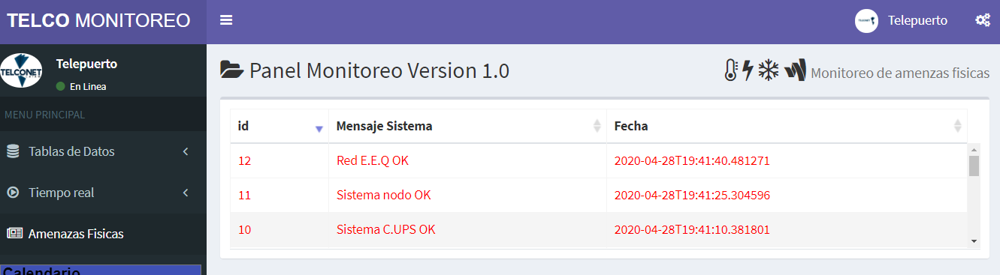 TELCO MONITOREO
Telepuerto
TELCONET
Telepuerto
En Linea
Panel Monitoreo Version 1.0
Monitoreo de amenzas fisicas
MENU PRINCIPAL
id Mensaje Sistema Fecha
Tablas de Datos
12 Red E.E.Q OK 2020-04-28T19:41:40.481271
Tiempo real
11 Sistema nodo OK 2020-04-28T19:41:25.304596
Amenazas Fisicas
10 Sistema C.UPS OK 2020-04-28T19:41:10.381801
Calendario